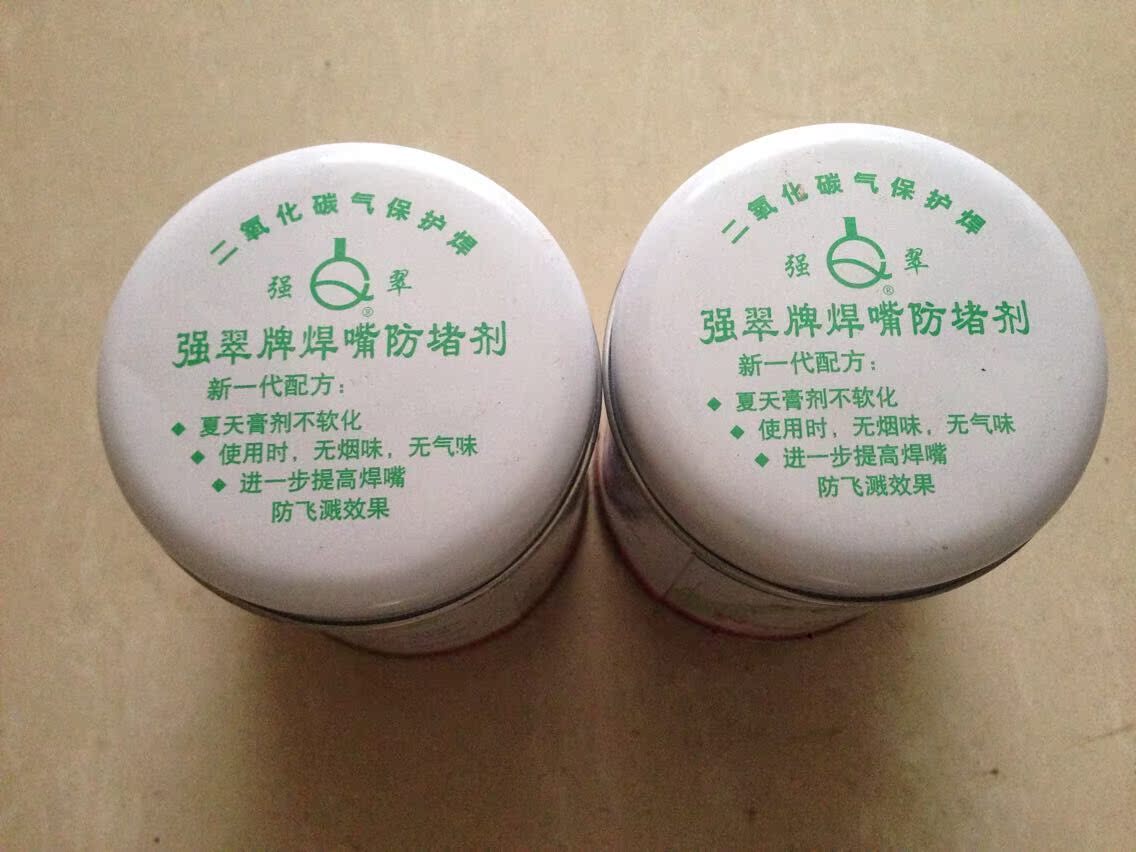 二氧化碳气保护焊
强 翠
®
强翠牌焊嘴防堵剂
新一代配方：
◆ 夏天膏剂不软化
◆ 使用时，无烟味，无气味
◆ 进一步提高焊嘴
防飞溅效果
二氧化碳气保护焊
强 翠
®
强翠牌焊嘴防堵剂
新一代配方：
◆ 夏天膏剂不软化
◆ 使用时，无烟味，无气味
◆ 进一步提高焊嘴
防飞溅效果